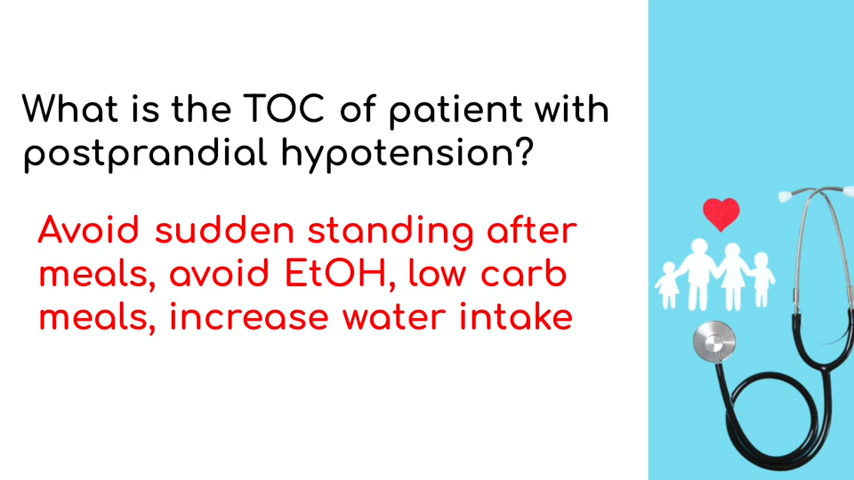 What is the TOC of patient with
postprandial hypotension?
Avoid sudden standing after
meals, avoid EtOH, low carb
meals, increase water intake